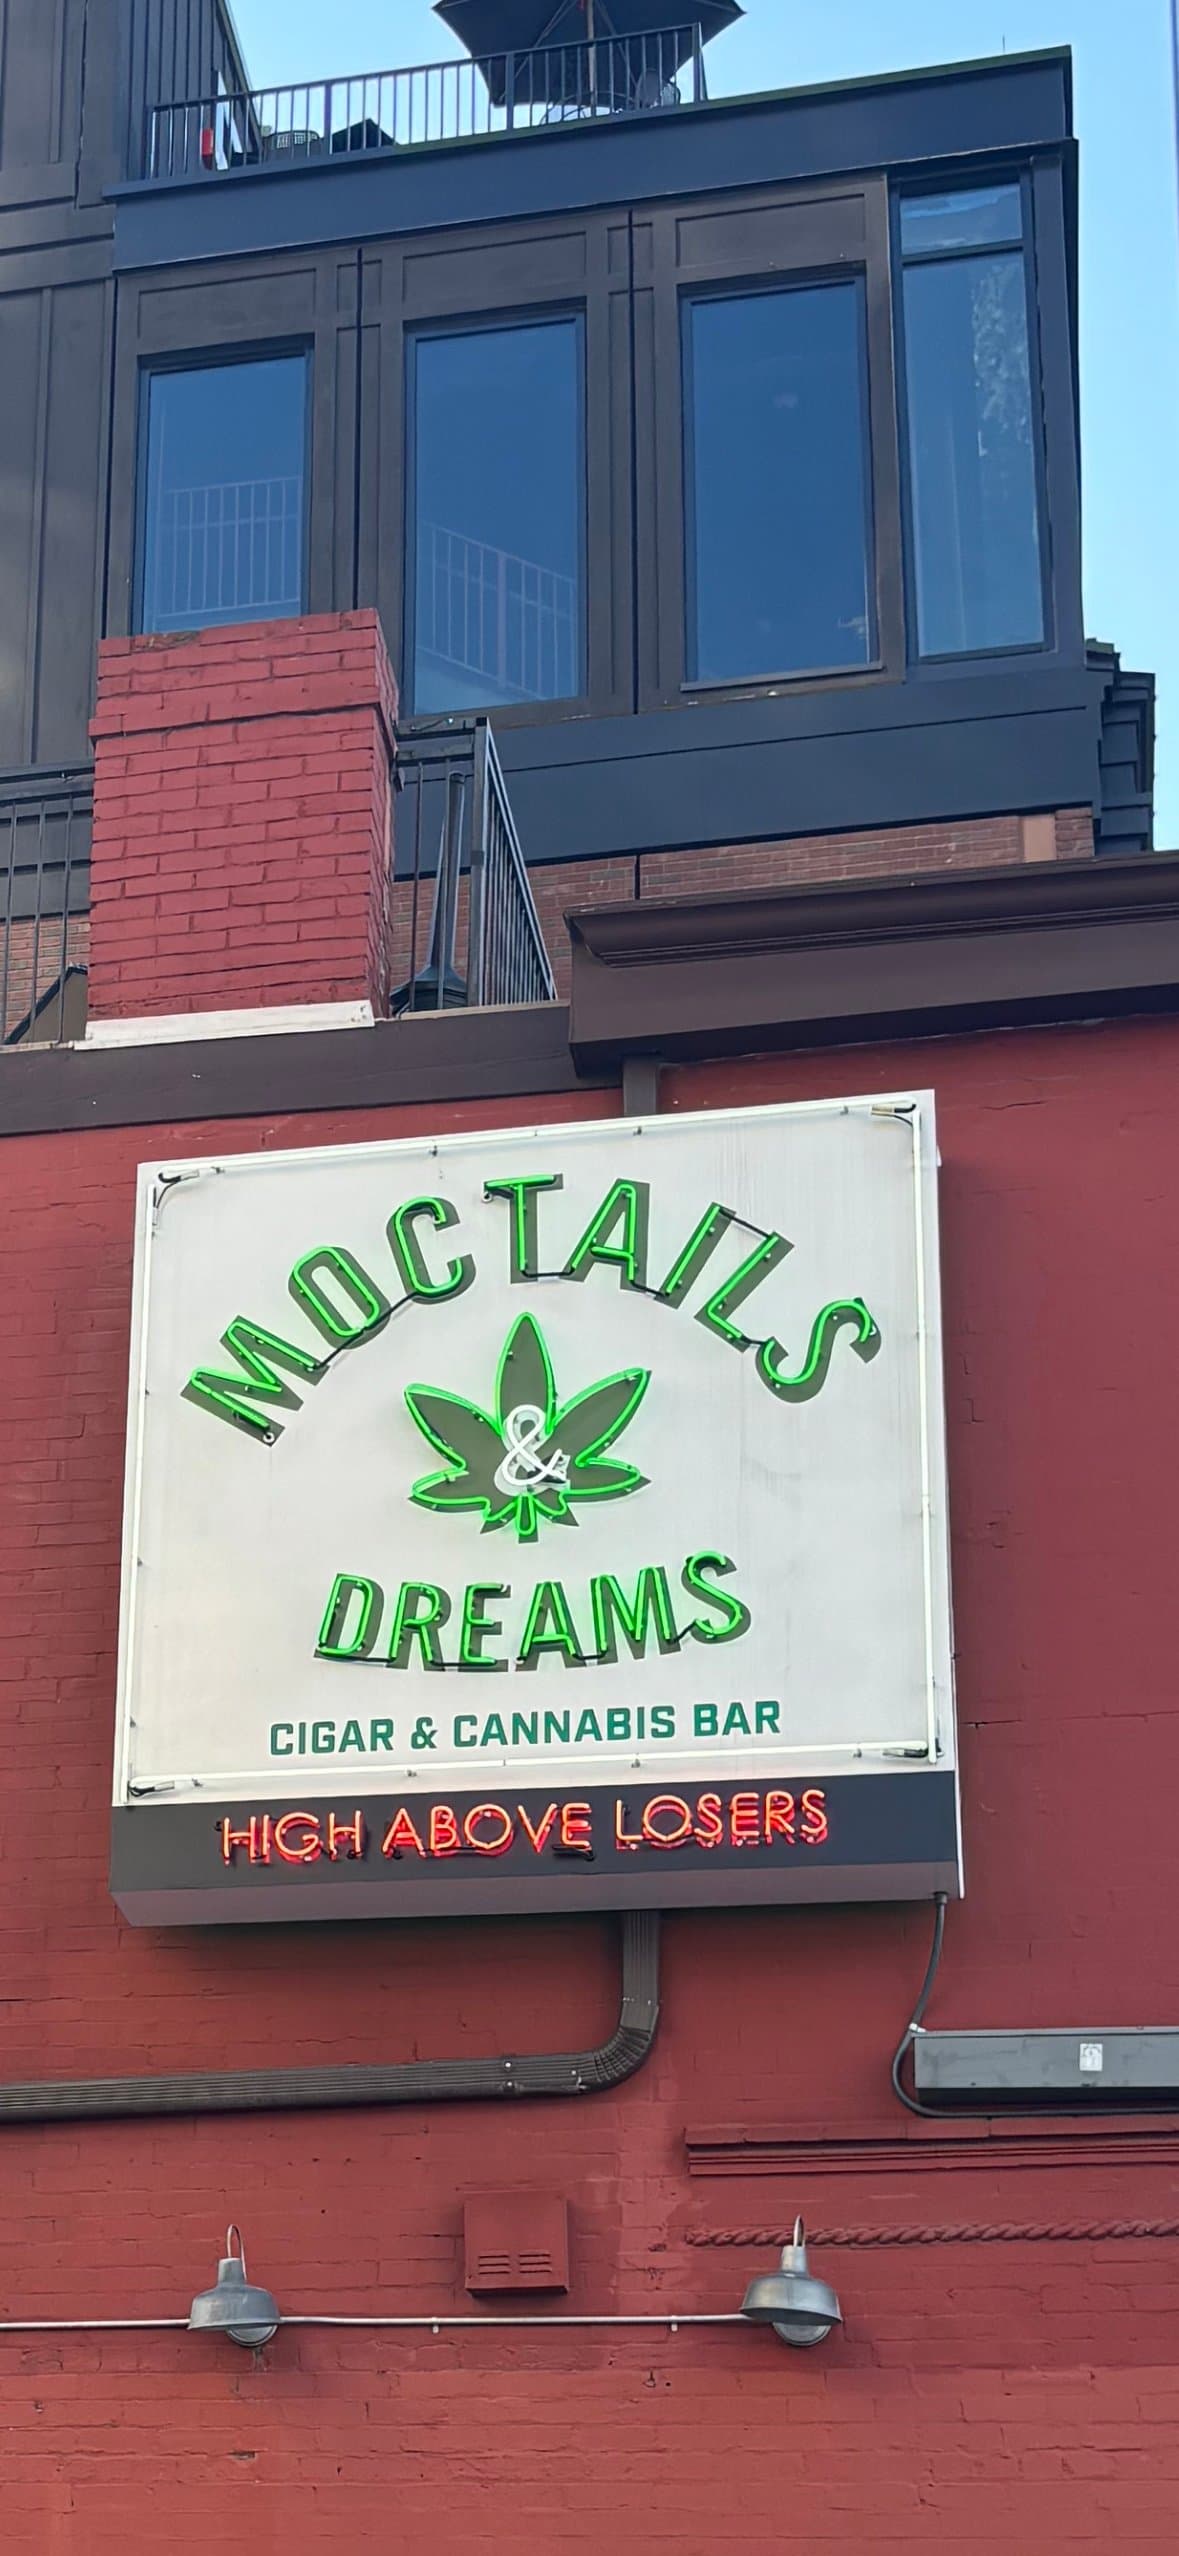 MOCTAILS
&
DREAMS
CIGAR & CANNABIS BAR
HIGH ABOVE LOSERS